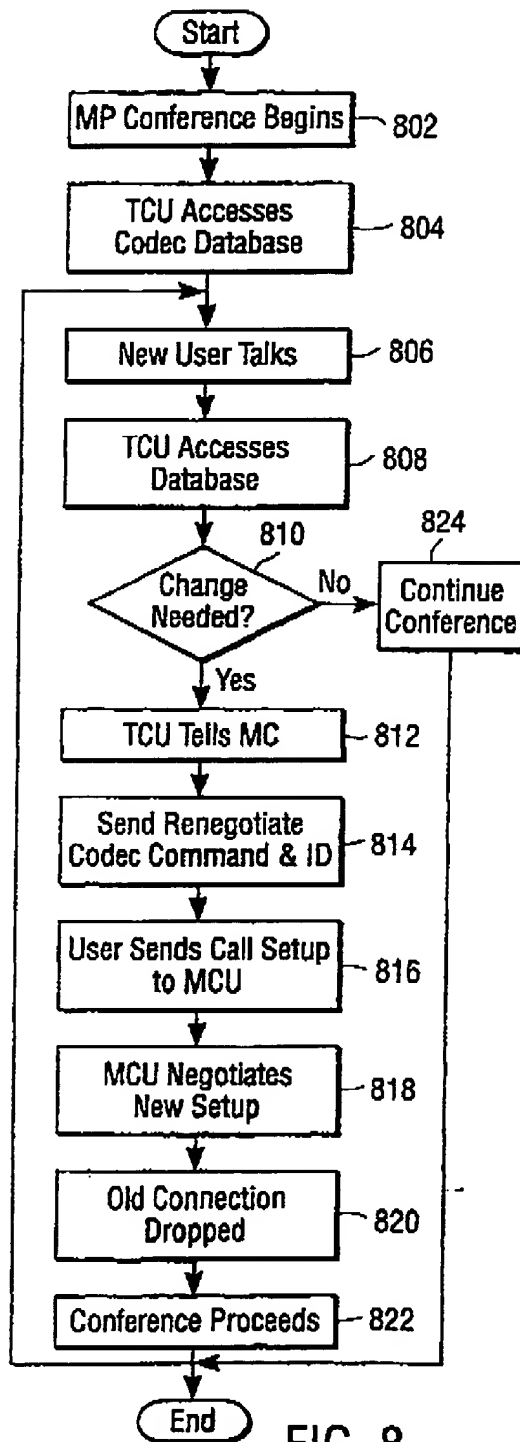 Start
MP Conference Begins
802
TCU Accesses
Codec Database
804
New User Talks
806
TCU Accesses
Database
808
810
Change
Needed?
No
824
Continue
Conference
Yes
TCU Tells MC
812
Send Renegotiate
Codec Command & ID
814
User Sends Call Setup
to MCU
816
MCU Negotiates
New Setup
818
Old Connection
Dropped
820
Conference Proceeds
822
End
FIG. 8